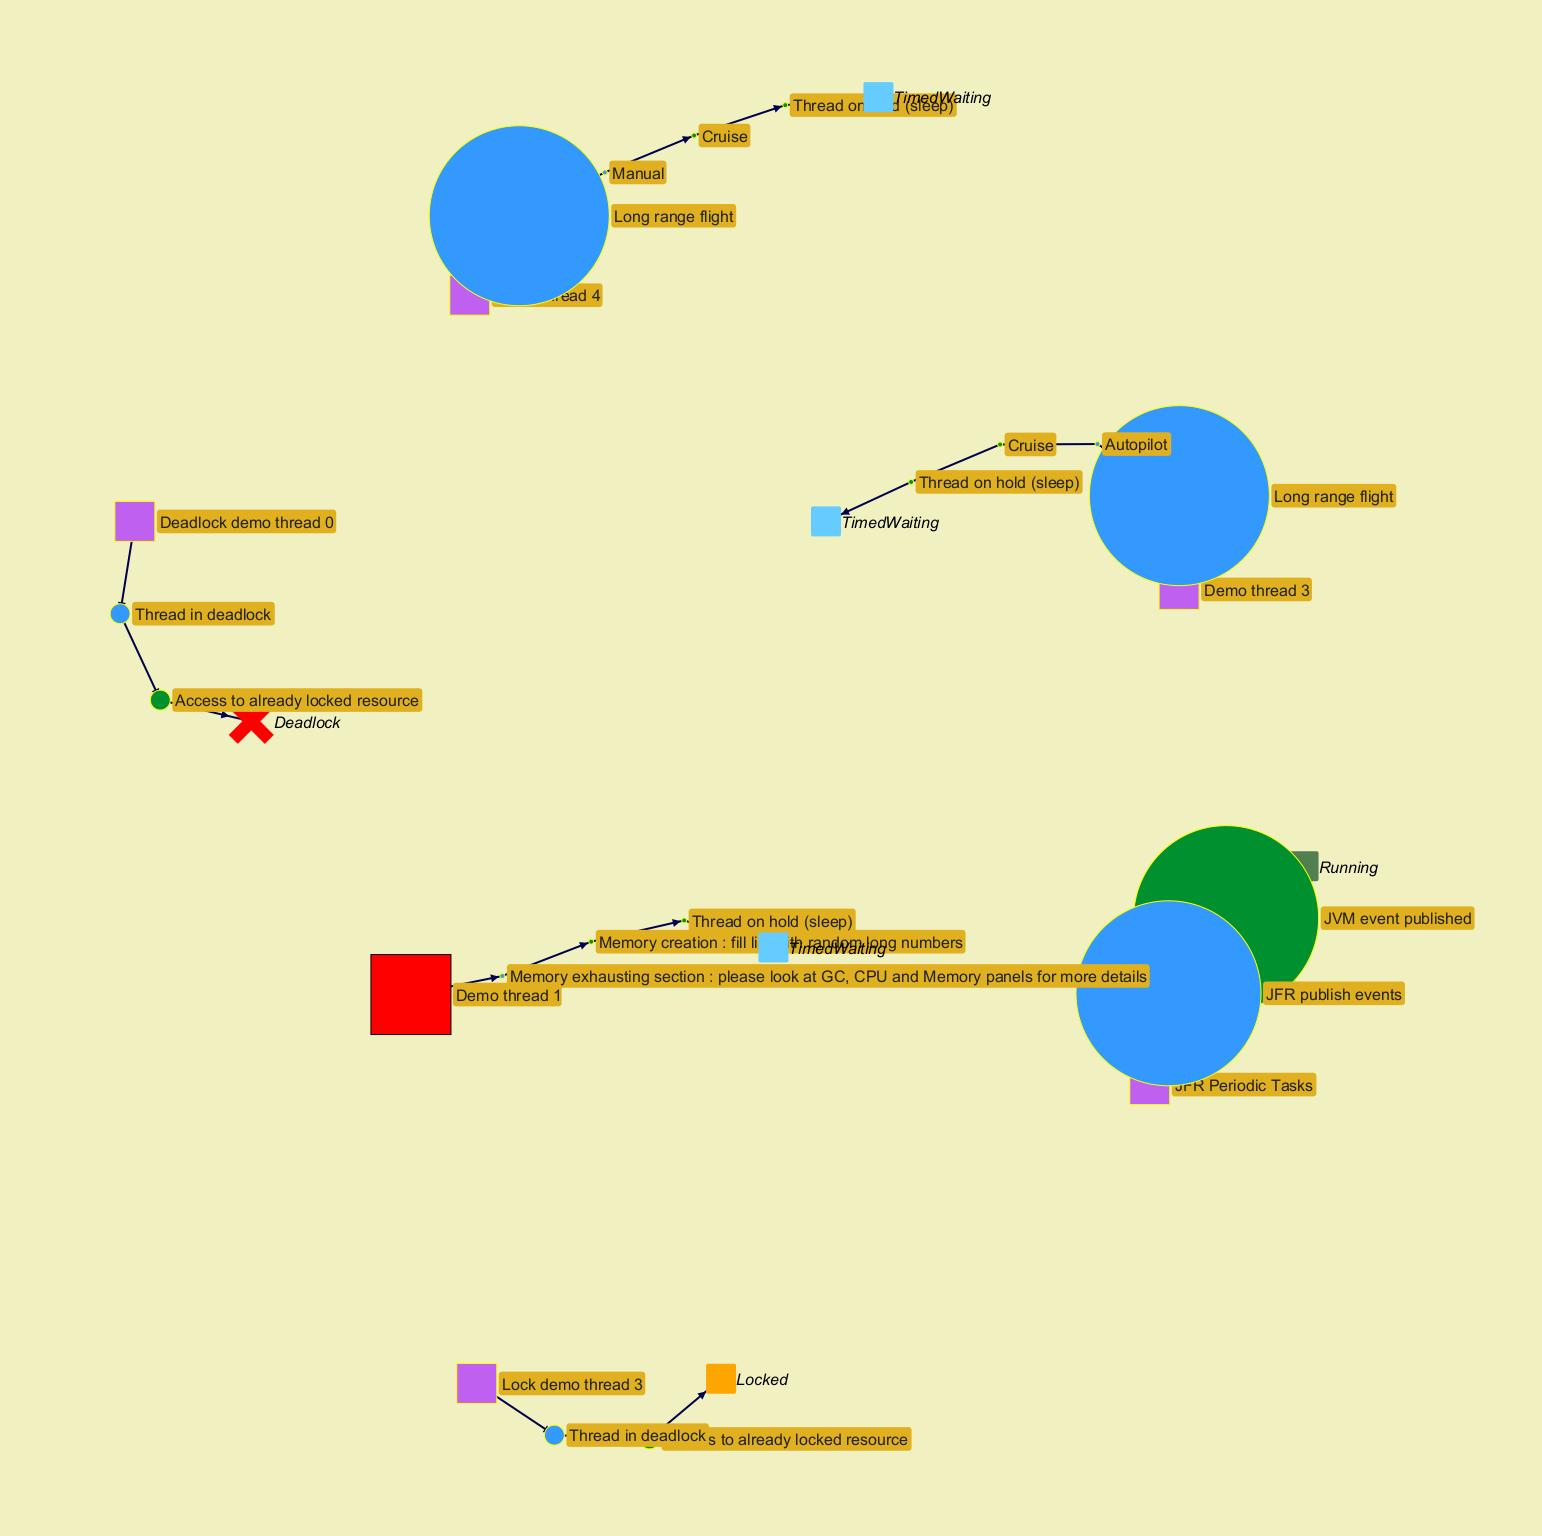 TimedWaiting
Thread on (sleep)
Cruise
Manual
Long range flight
4
Cruise
Autopilot
Thread on hold (sleep)
Long range flight
TimedWaiting
Deadlock demo thread 0
Demo thread 3
Thread in deadlock
Access to already locked resource
Deadlock
Running
JVM event published
Thread on hold (sleep)
Memory creation : fill random long numbers
TimedWaiting
Memory exhausting section : please look at GC, CPU and Memory panels for more details
Demo thread 1
JFR publish events
JFR Periodic Tasks
Locked
Lock demo thread 3
Thread in deadlock
to already locked resource